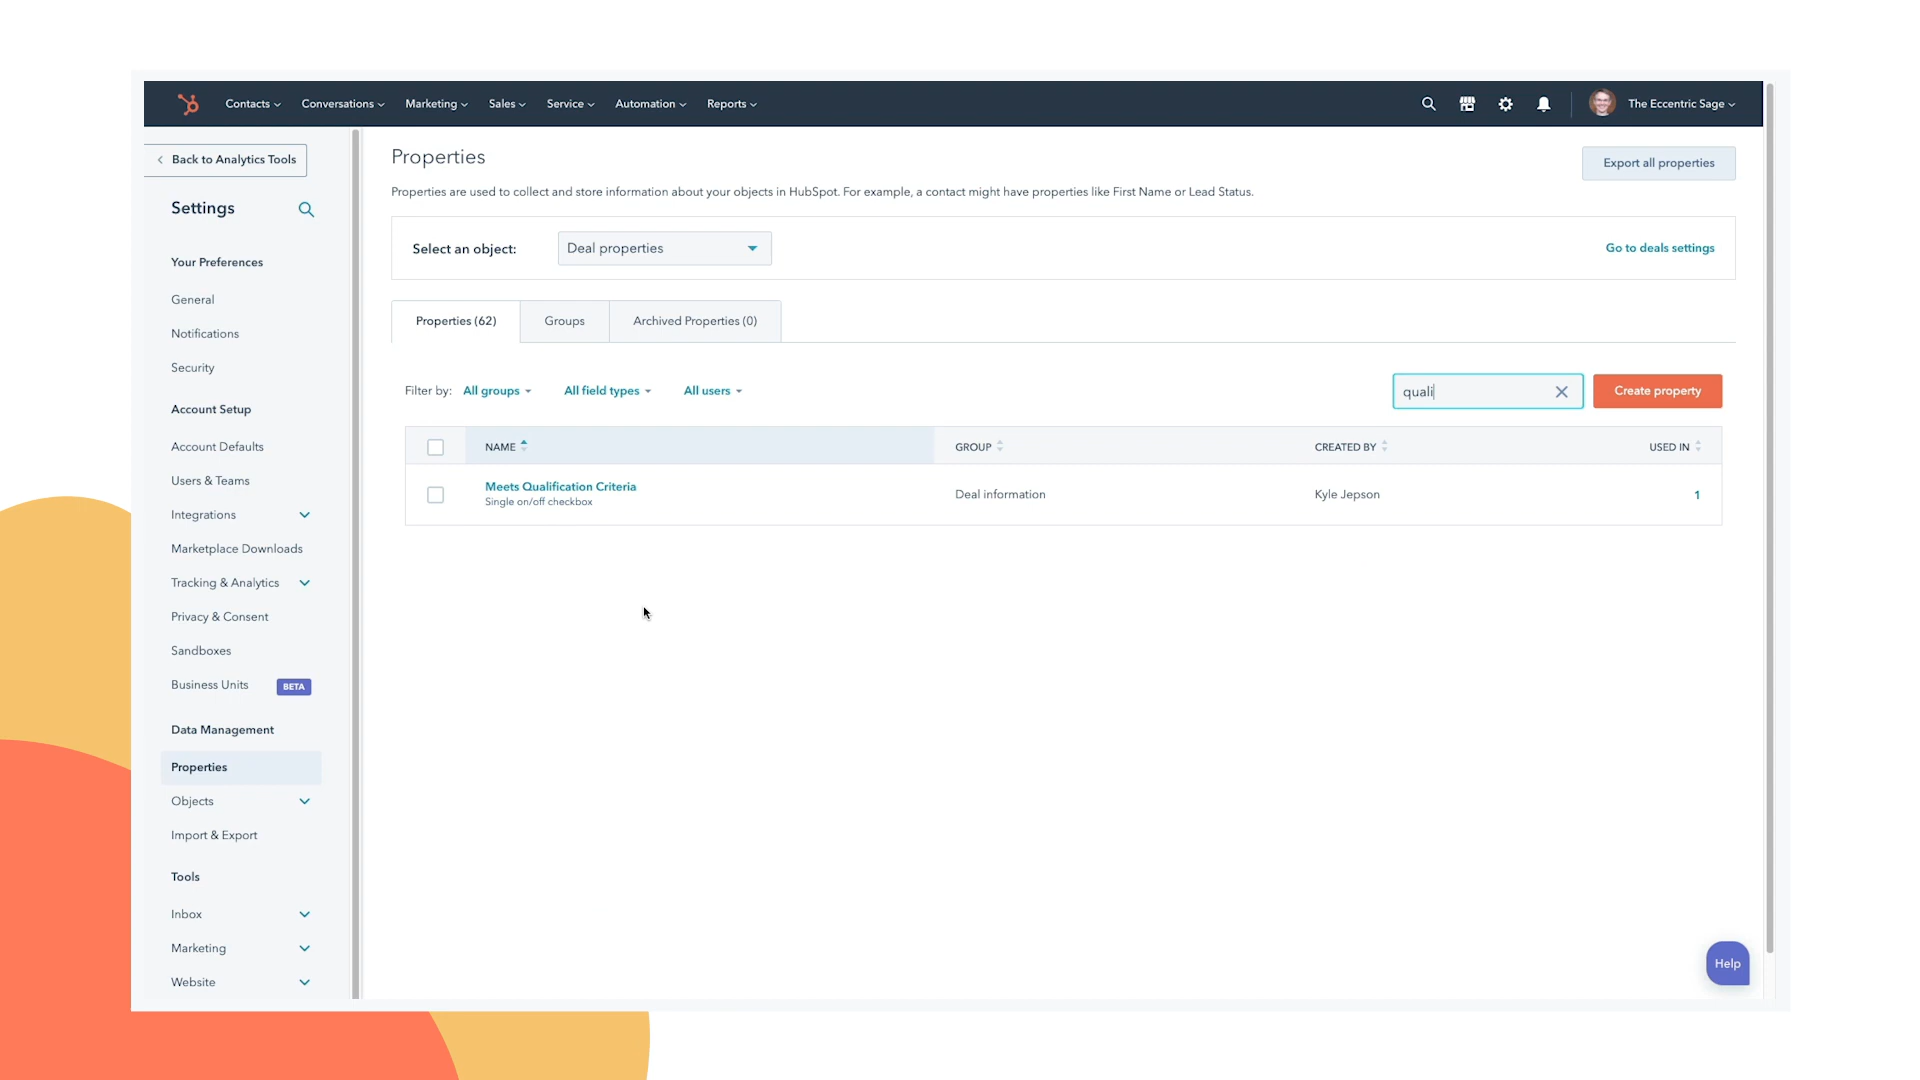 Contacts
Conversations
Marketing
Sales
Service
Automation
Reports
The Eccentric Sage
Back to Analytics Tools
Settings
Your Preferences
General
Notifications
Security
Account Setup
Account Defaults
Users & Teams
Integrations
Marketplace Downloads
Tracking & Analytics
Privacy & Consent
Sandboxes
Business Units
BETA
Data Management
Properties
Objects
Import & Export
Tools
Inbox
Marketing
Website
Properties
Export all properties
Properties are used to collect and store information about your objects in HubSpot. For example, a contact might have properties like First Name or Lead Status.
Select an object:
Deal properties
Go to deals settings
Properties (62)
Groups
Archived Properties (0)
Filter by:
All groups
All field types
All users
quali
Create property
NAME
GROUP
CREATED BY
USED IN
Meets Qualification Criteria
Single on/off checkbox
Deal information
Kyle Jepson
1
Help